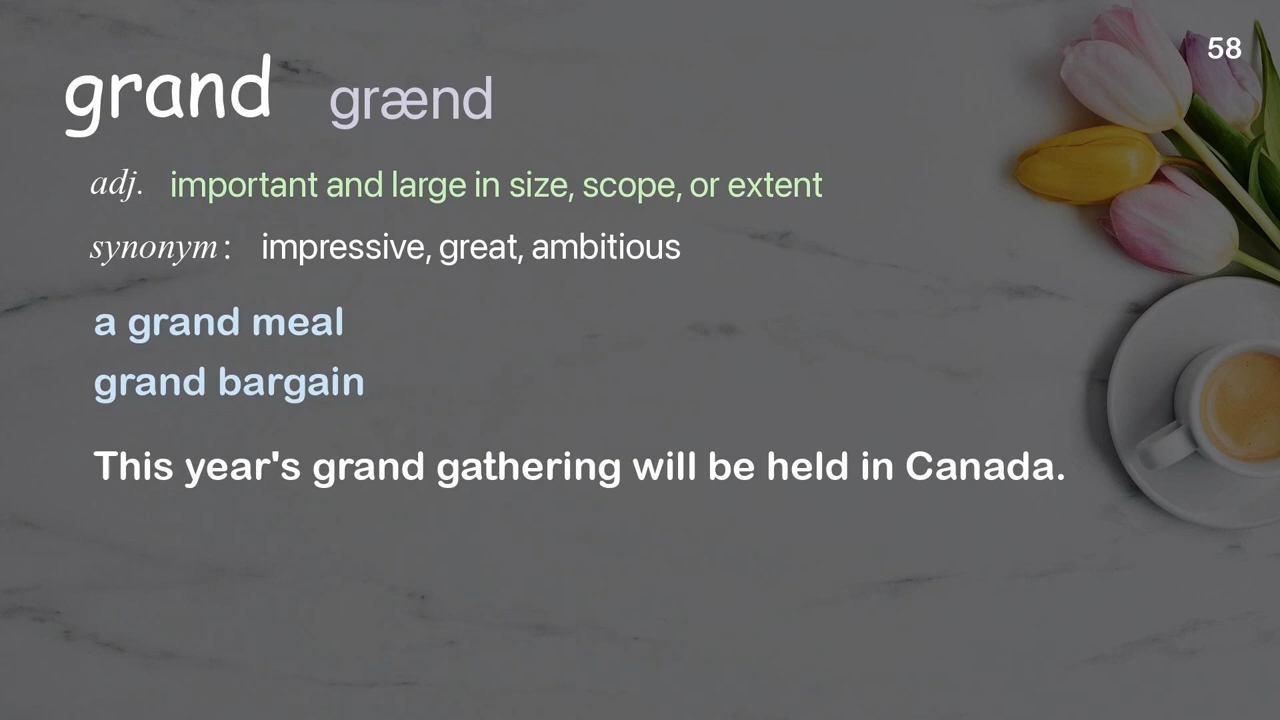 58
grand grænd
adj. important and large in size, scope, or extent
synonym: impressive, great, ambitious
a grand meal
grand bargain
This year's grand gathering will be held in Canada.